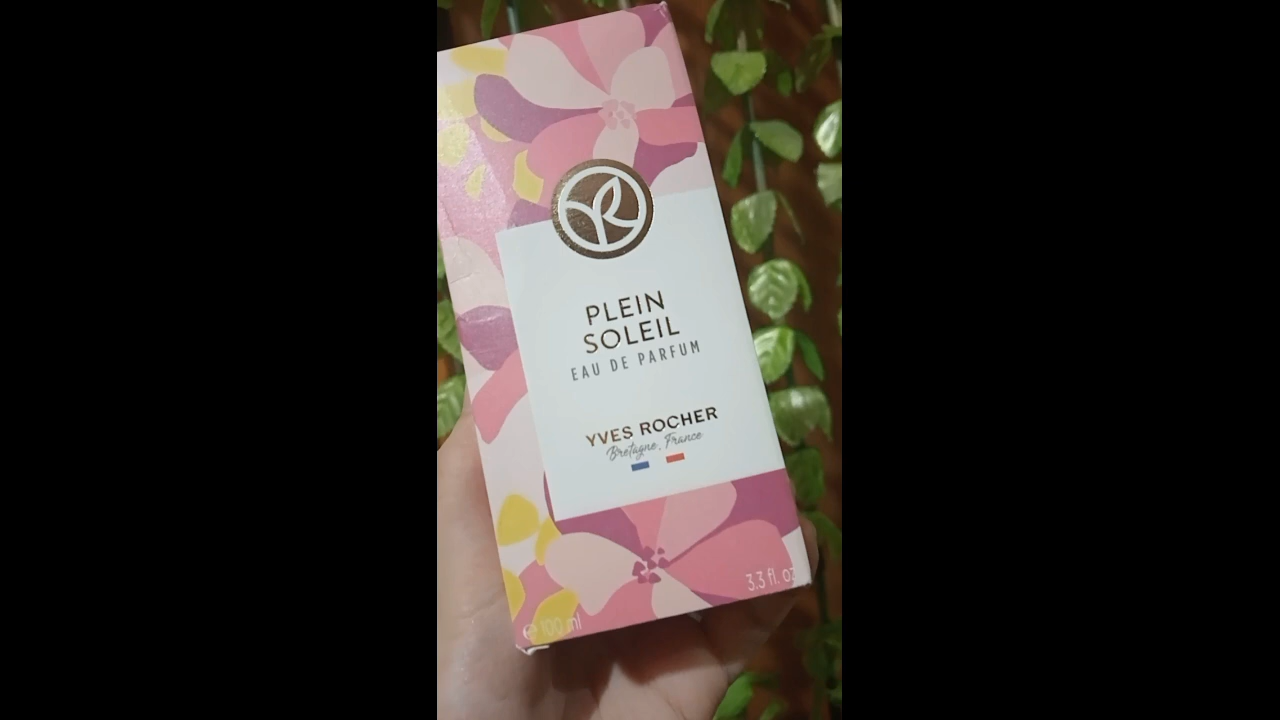 PLEIN
SOLEIL
EAU DE PARFUM
YVES ROCHER
Bretagne, France
3.3 fl. oz
e 100 ml